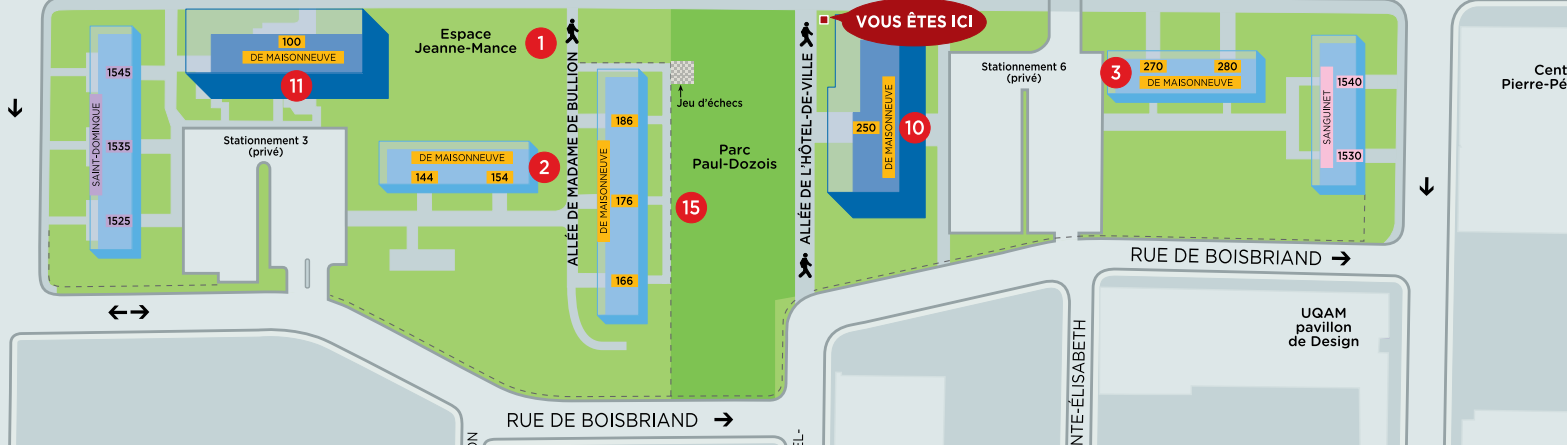 VOUS ÊTES ICI
Espace
Jeanne-Mance
1
100
DE MAISONNEUVE
11
1545
1535
1525
SAINT-DOMINIQUE
Stationnement 3
(privé)
DE MAISONNEUVE
144
154
2
ALLÉE DE MADAME DE BULLION
186
176
166
DE MAISONNEUVE
Jeu d'échecs
15
Parc
Paul-Dozois
ALLÉE DE L'HÔTEL-DE-VILLE
250
DE MAISONNEUVE
10
Stationnement 6
(privé)
3
270
280
DE MAISONNEUVE
SANGUINET
1540
1530
Cent
Pierre-Pé
RUE DE BOISBRIAND
UQAM
pavillon
de Design
RUE DE BOISBRIAND
NTE-ÉLISABETH
ON
EL-